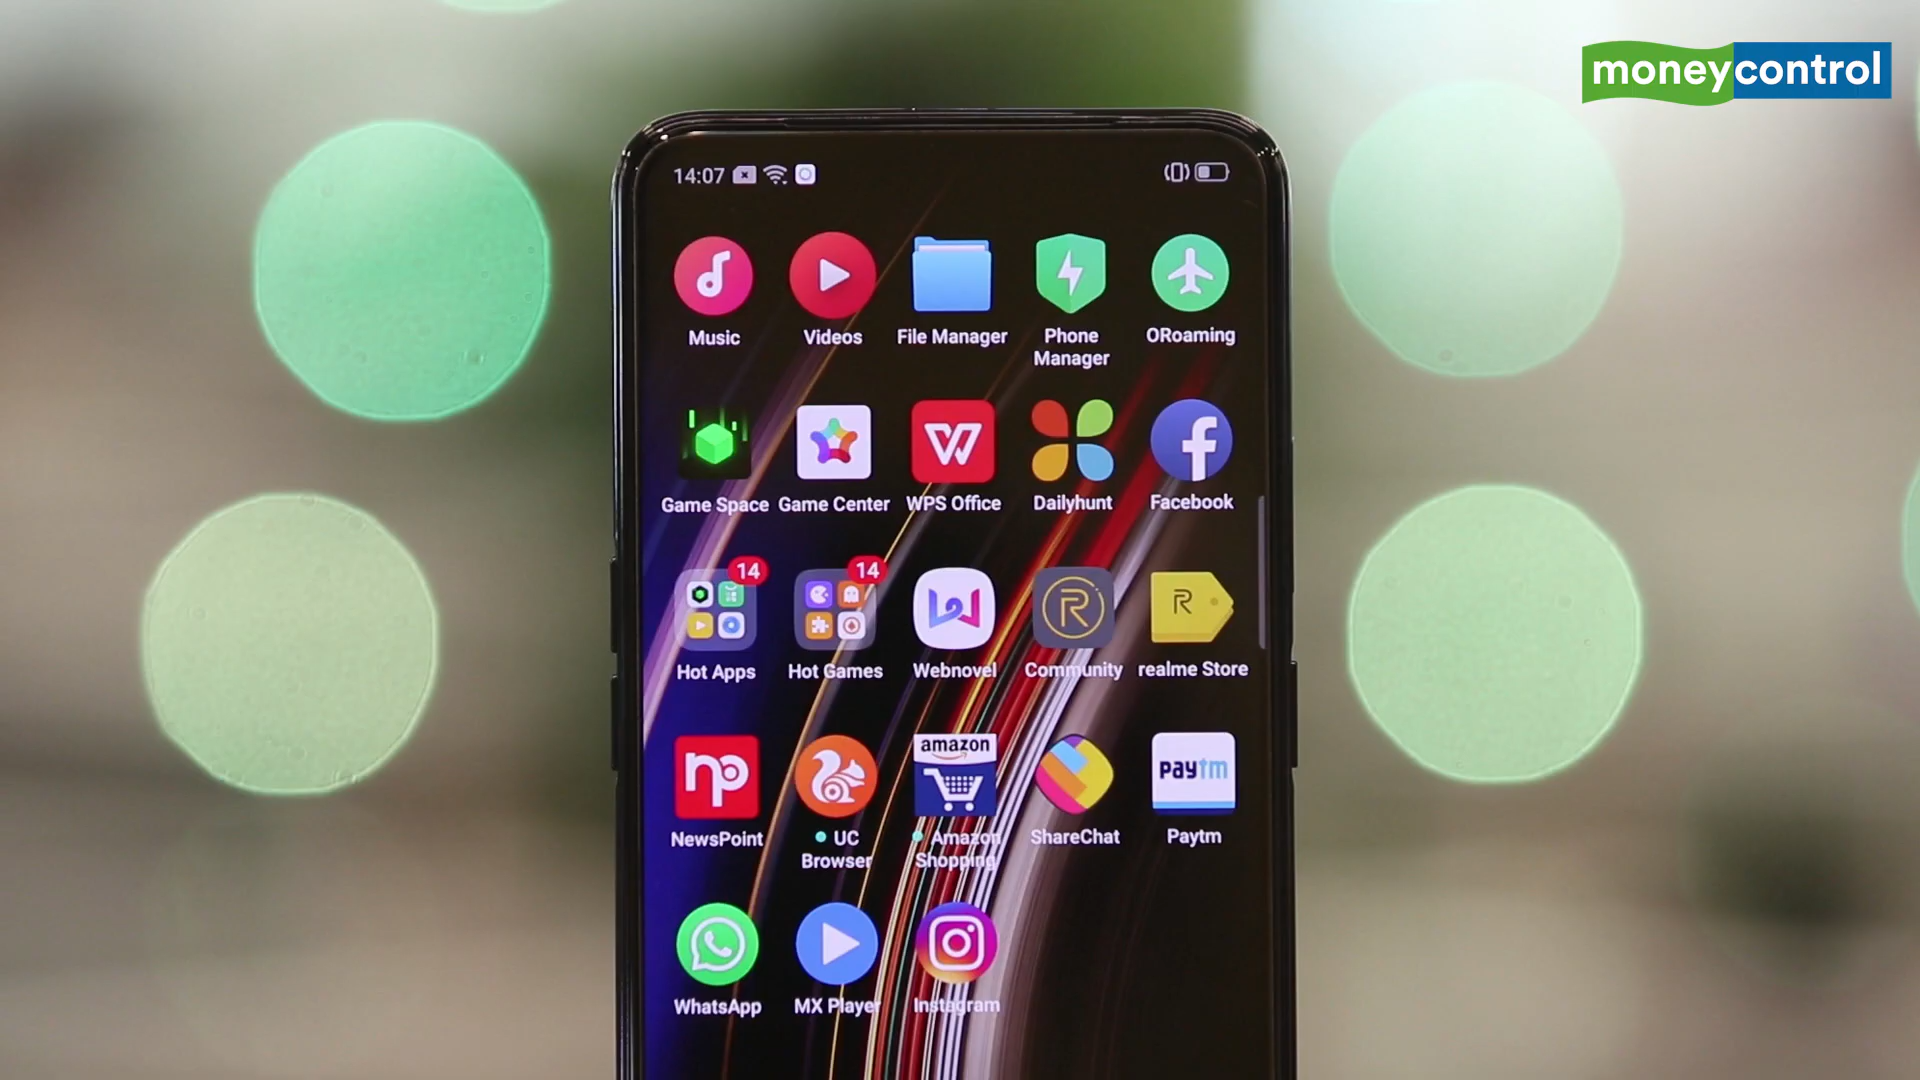 moneycontrol
14:07
Music Videos File Manager Phone Manager ORoaming
Game Space Game Center WPS Office Dailyhunt Facebook
14 14
Hot Apps Hot Games Webnovel Community realme Store
R R
np amazon paytm
NewsPoint UC Browser Amazon Shopping ShareChat Paytm
WhatsApp MX Player Instagram